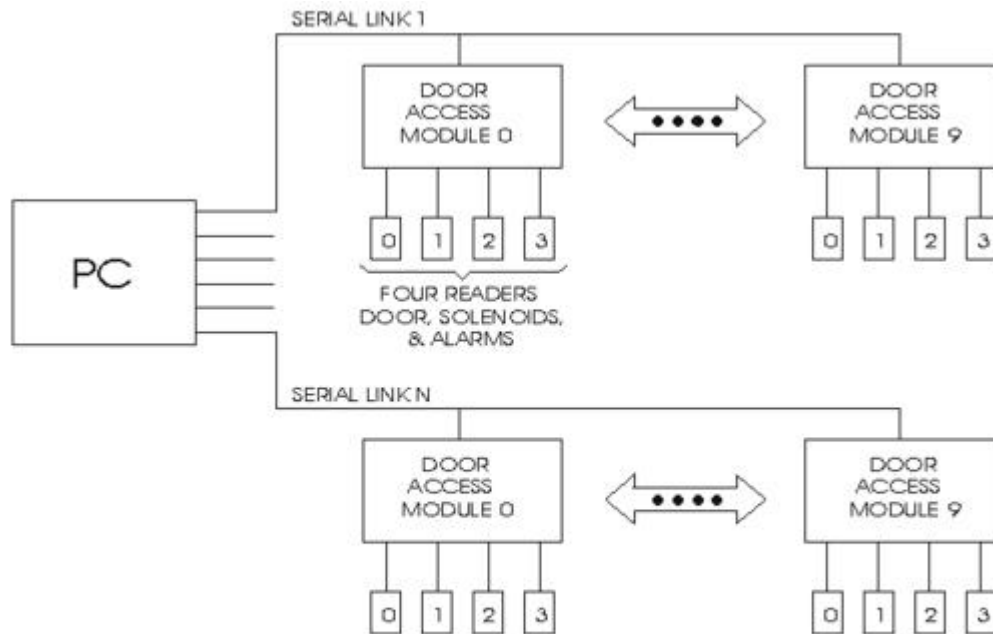 SERIAL LINK 1
DOOR
ACCESS
MODULE 0
DOOR
ACCESS
MODULE 9
0 1 2 3
0 1 2 3
PC
FOUR READERS
DOOR, SOLENOIDS,
& ALARMS
SERIAL LINK N
DOOR
ACCESS
MODULE 0
DOOR
ACCESS
MODULE 9
0 1 2 3
0 1 2 3